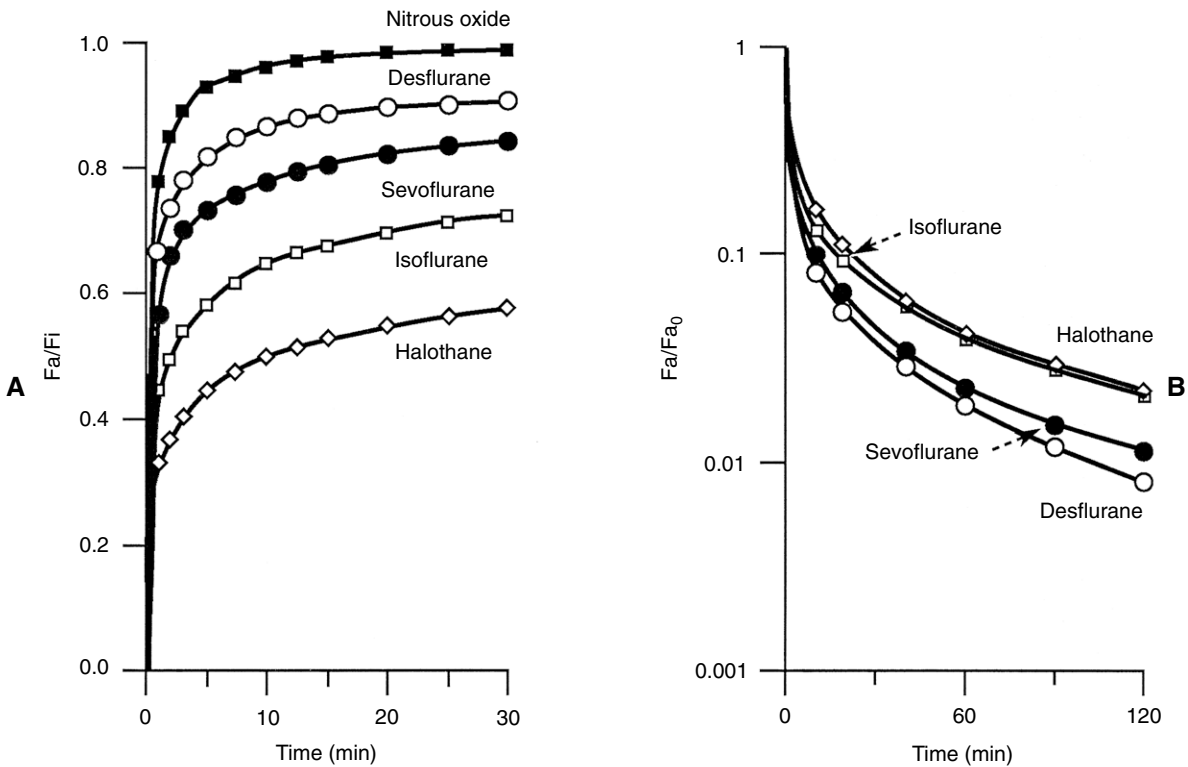 A
Fa/Fi
1.0
0.8
0.6
0.4
0.2
0.0
Nitrous oxide
Desflurane
Sevoflurane
Isoflurane
Halothane
0
10
20
30
Time (min)
B
Fa/Fa0
1
0.1
0.01
0.001
Isoflurane
Halothane
Sevoflurane
Desflurane
0
60
120
Time (min)